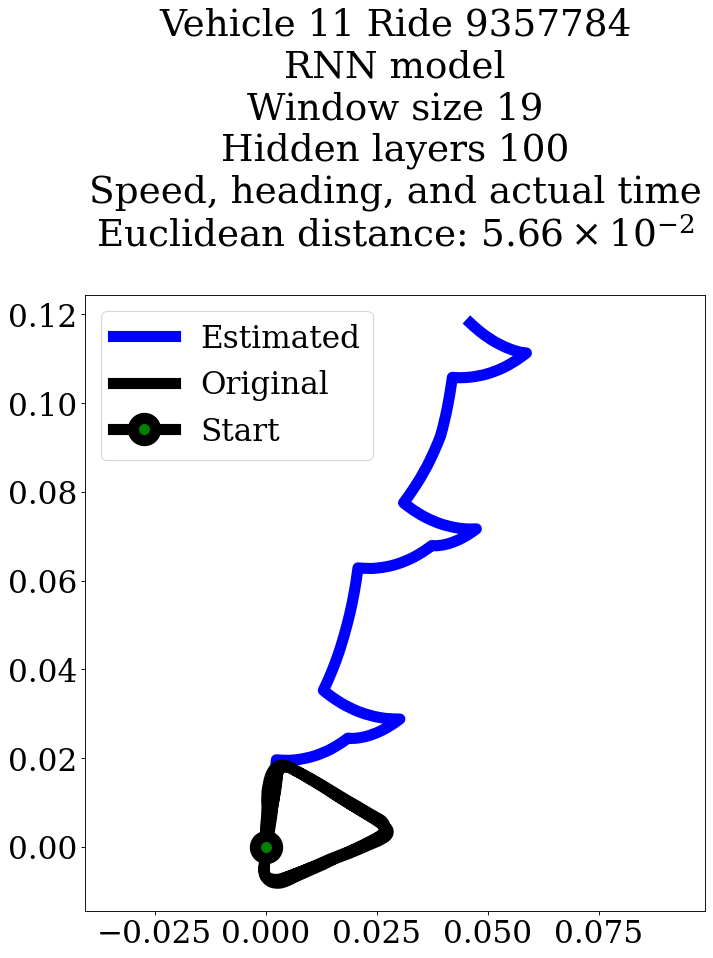 Vehicle 11 Ride 9357784
RNN model
Window size 19
Hidden layers 100
Speed, heading, and actual time
Euclidean distance: 5.66 × 10⁻²
0.12
0.10
0.08
0.06
0.04
0.02
0.00
Estimated
Original
Start
−0.025 0.000 0.025 0.050 0.075